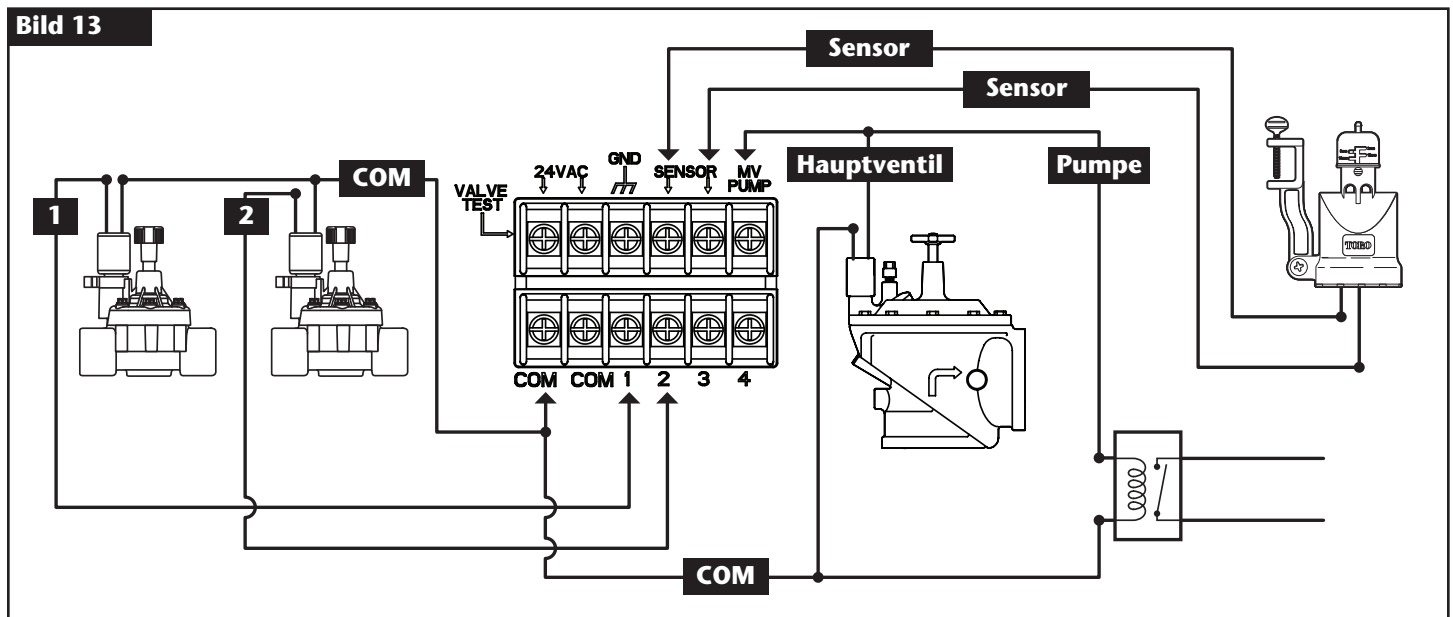 Bild 13
Sensor
Sensor
COM
Hauptventil
Pumpe
1
2
VALVE
TEST
24VAC
GND
SENSOR
MV
PUMP
TORO
COM COM 1 2 3 4
COM